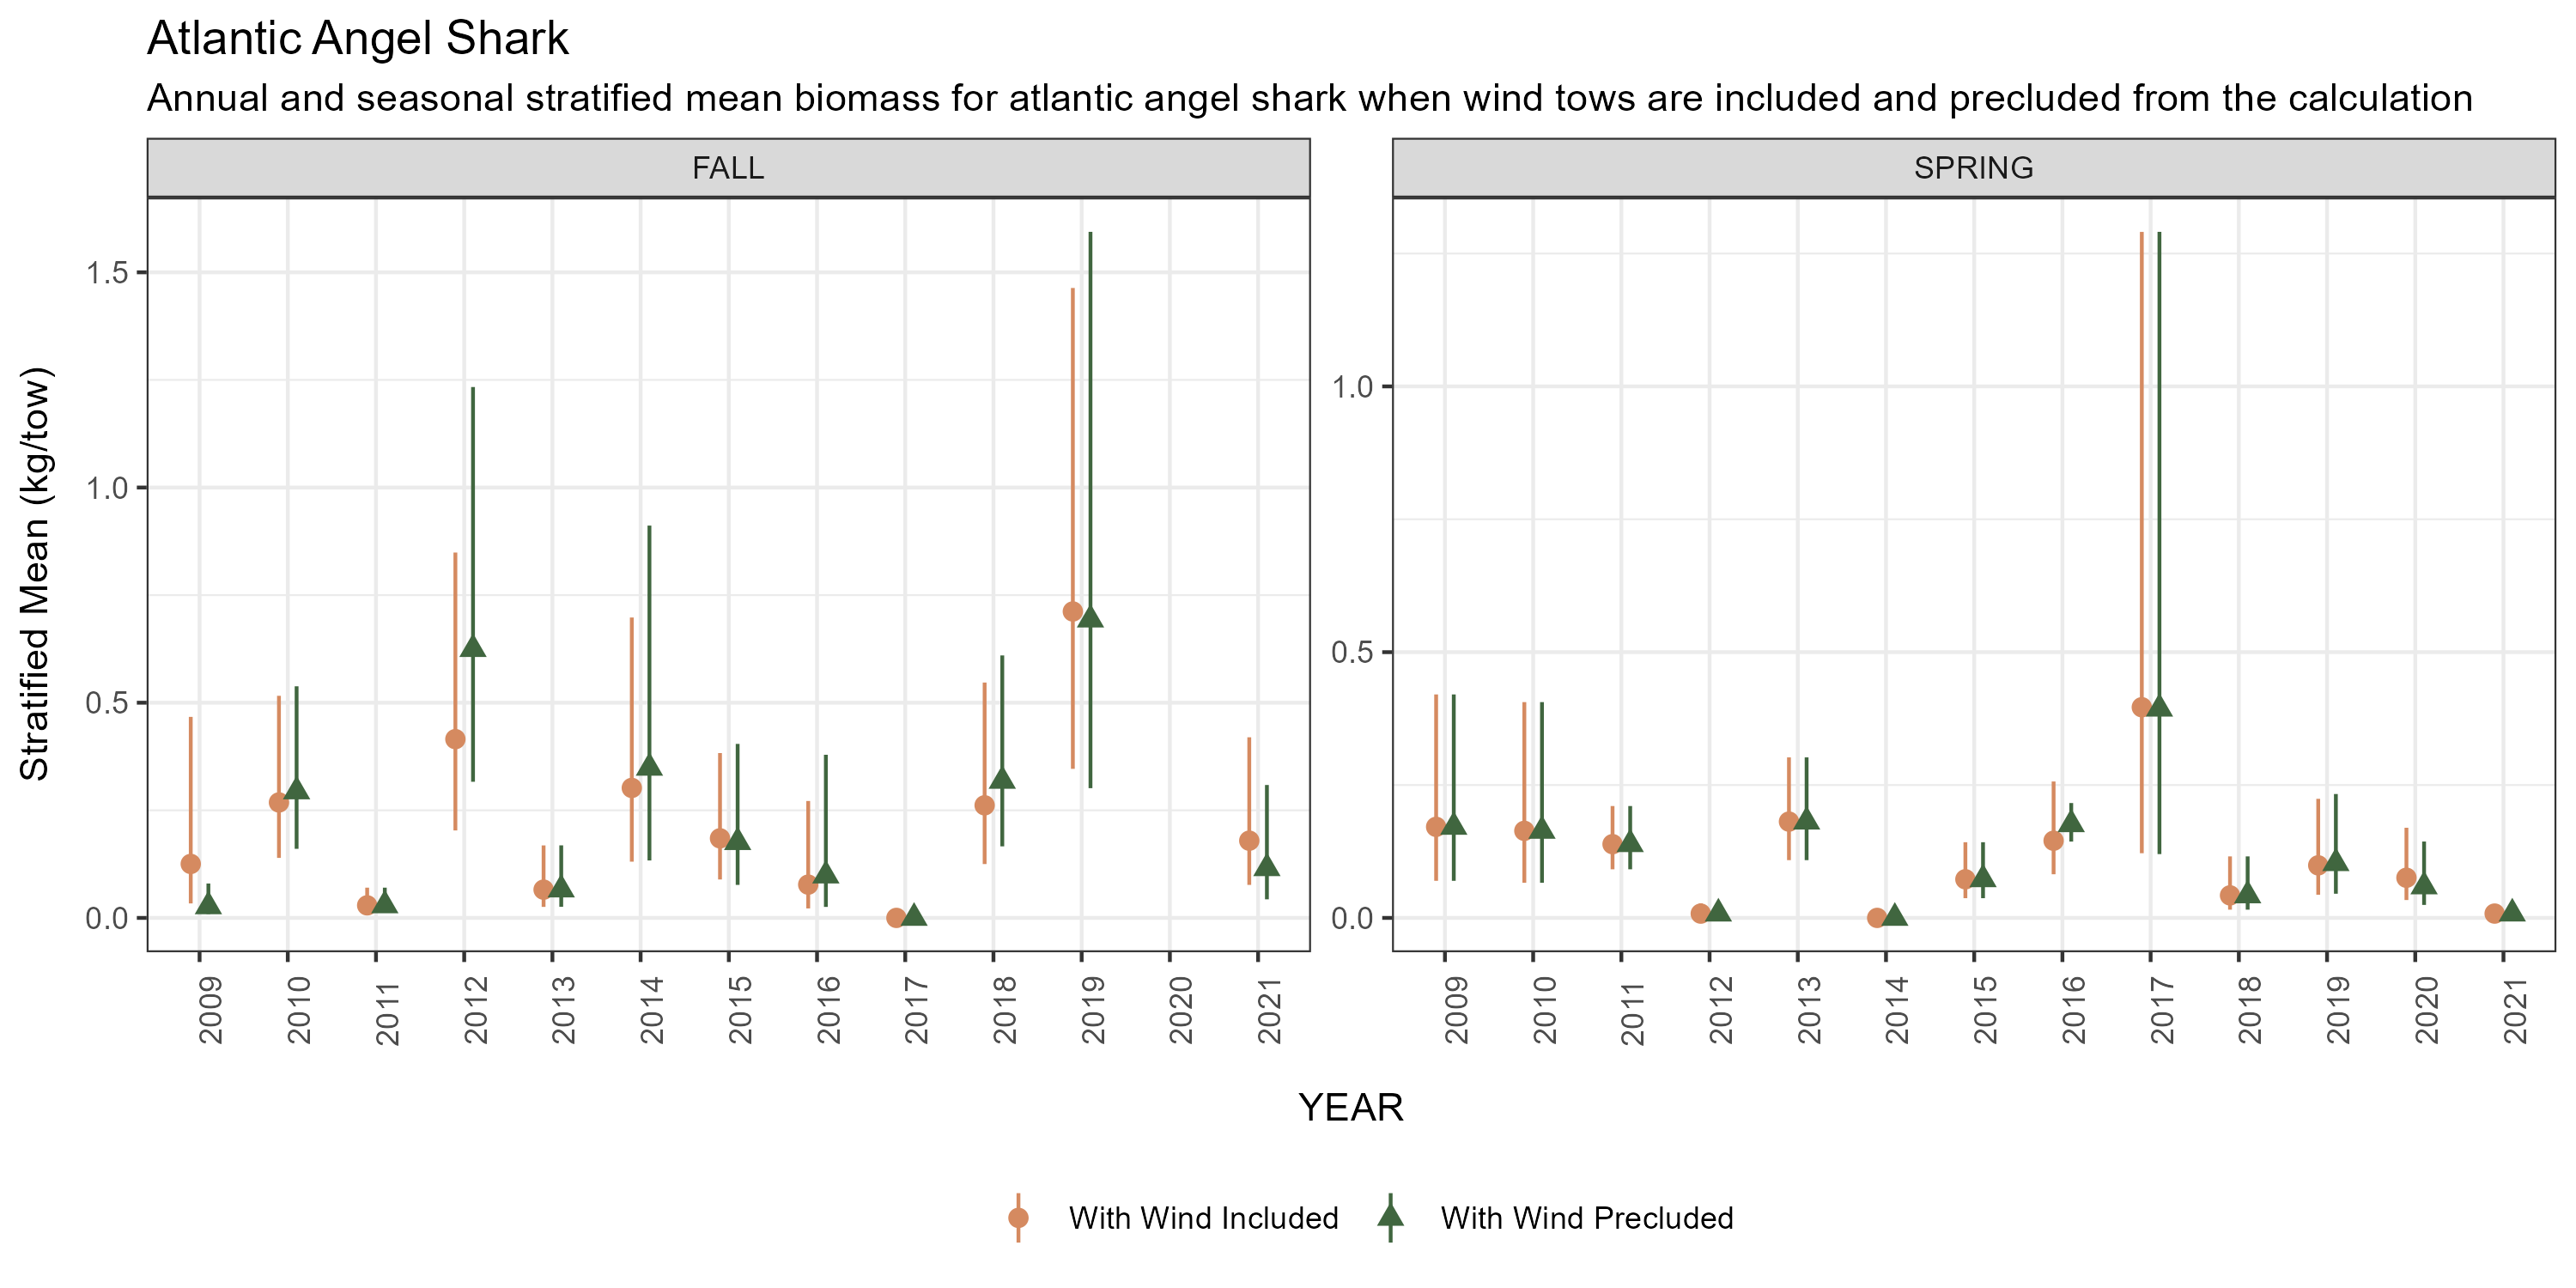 Atlantic Angel Shark
Annual and seasonal stratified mean biomass for atlantic angel shark when wind tows are included and precluded from the calculation
FALL
SPRING
Stratified Mean (kg/tow)
1.5
1.0
0.5
0.0
1.0
0.5
0.0
2009 2010 2011 2012 2013 2014 2015 2016 2017 2018 2019 2020 2021
2009 2010 2011 2012 2013 2014 2015 2016 2017 2018 2019 2020 2021
YEAR
With Wind Included
With Wind Precluded